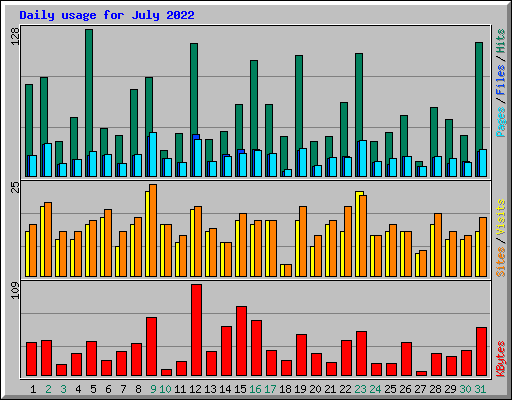 Daily usage for July 2022
128
Pages/Files/Hits
25
Sites/Visits
109
KBytes
1 2 3 4 5 6 7 8 9 10 11 12 13 14 15 16 17 18 19 20 21 22 23 24 25 26 27 28 29 30 31